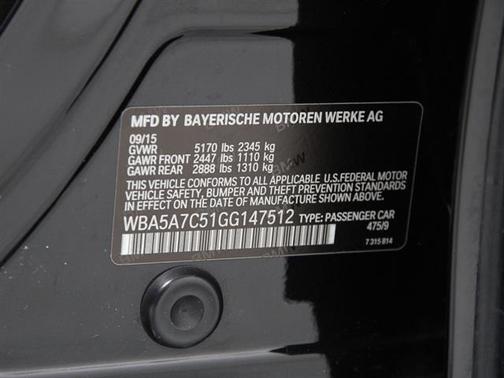 MFD BY BAYERISCHE MOTOREN WERKE AG
09/15
GVWR 5170 lbs 2345 kg
GAWR FRONT 2447 lbs 1110 kg
GAWR REAR 2888 lbs 1310 kg
THIS VEHICLE CONFORMS TO ALL APPLICABLE U.S.FEDERAL MOTOR
VEHICLE SAFETY, BUMPER AND THEFT PREVENTION STANDARDS
IN EFFECT ON THE DATE OF MANUFACTURE SHOWN ABOVE.
WBA5A7C51GG147512 TYPE: PASSENGER CAR
475/9
7 315 814